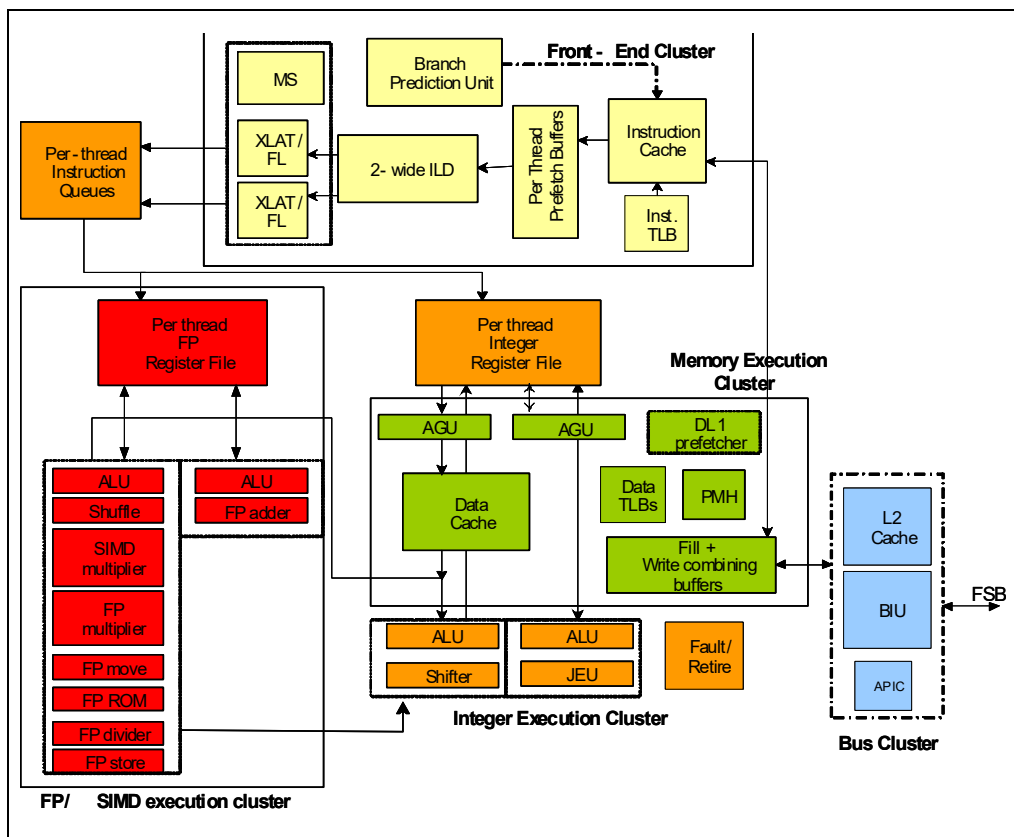 Front - End Cluster
MS
Branch
Prediction Unit
XLAT /
FL
XLAT /
FL
2- wide ILD
Per Thread
Prefetch Buffers
Instruction
Cache
Inst.
TLB
Per - thread
Instruction
Queues
Per thread
FP
Register File
Per thread
Integer
Register File
Memory Execution
Cluster
AGU
AGU
DL1
prefetcher
Data
Cache
Data
TLBs
PMH
Fill +
Write combining
buffers
ALU
Shuffle
SIMD
multiplier
FP
multiplier
FP move
FP ROM
FP divider
FP store
ALU
FP adder
ALU
Shifter
ALU
JEU
Fault/
Retire
Integer Execution Cluster
L2
Cache
BIU
APIC
FSB
Bus Cluster
FP/ SIMD execution cluster